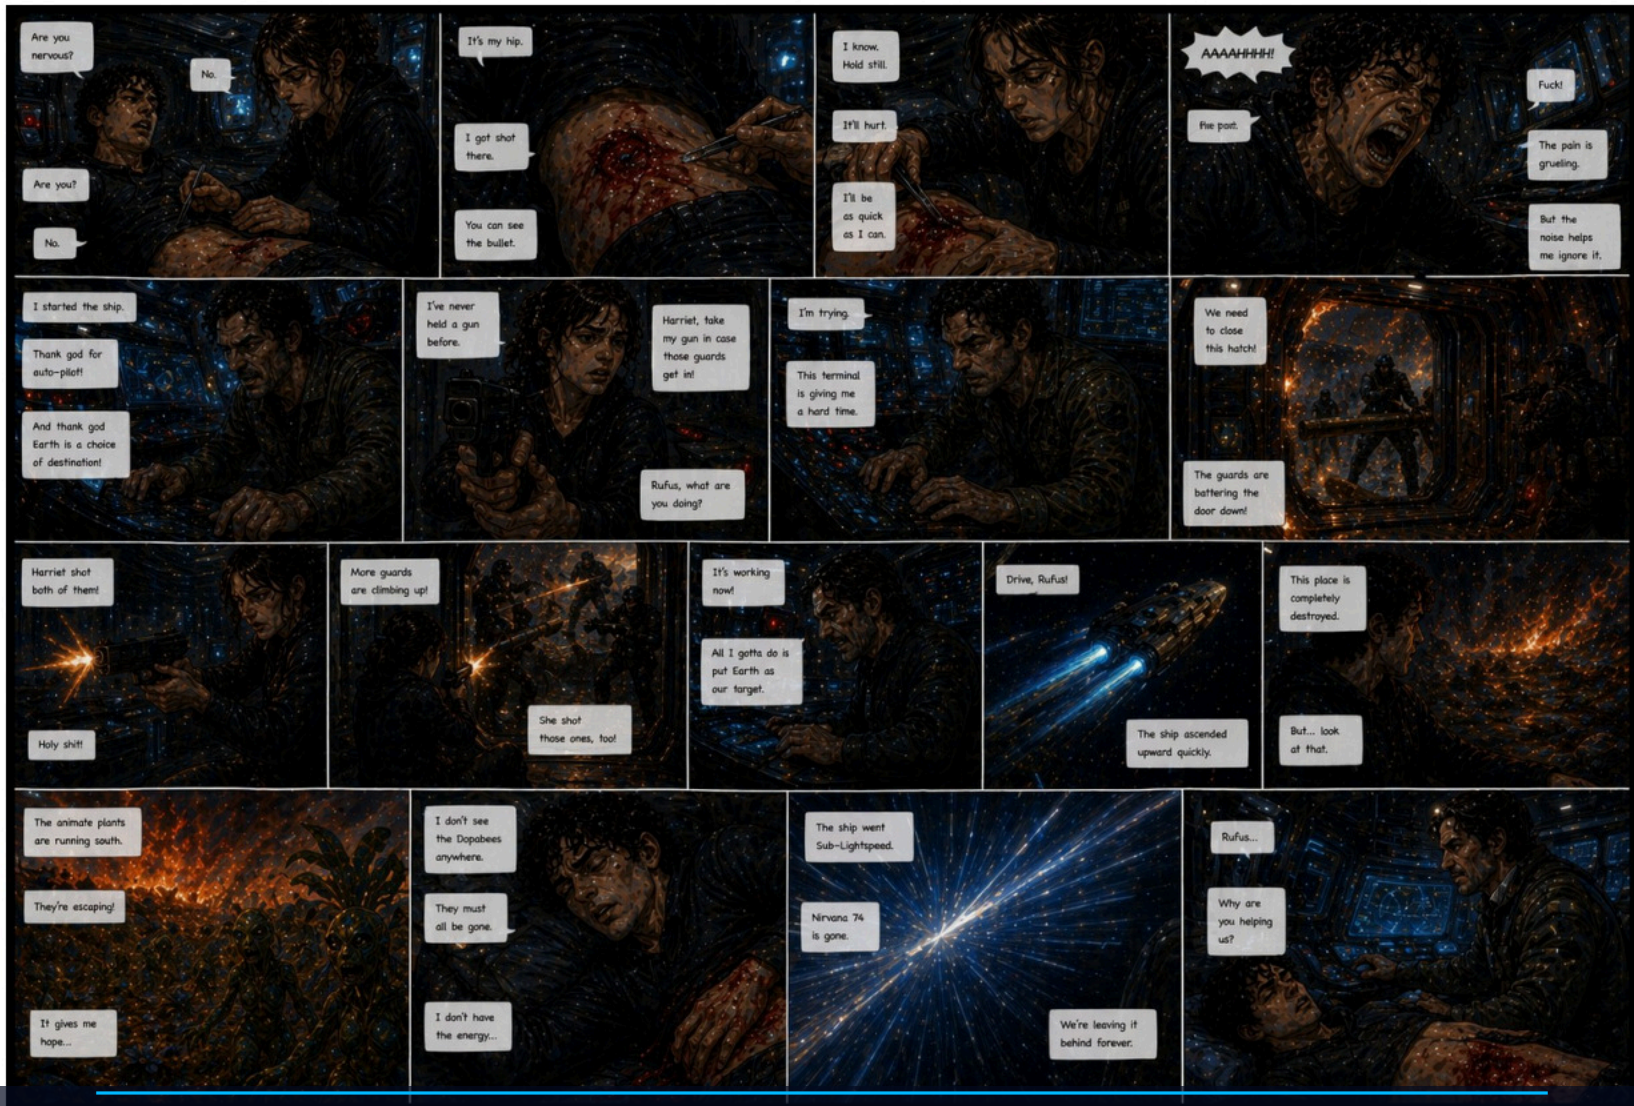 Are you
nervous?
No.
Are you?
No.
It's my hip.
I got shot
there.
You can see
the bullet.
I know.
Hold still.
It'll hurt.
I'll be
as quick
as I can.
AAAAHHHH!
Fuck!
The pain is
grueling.
But the
noise helps
me ignore it.
I started the ship.
Thank god for
auto-pilot!
And thank god
Earth is a choice
of destination!
I've never
held a gun
before.
Harriet, take
my gun in case
those guards
get in!
Rufus, what are
you doing?
I'm trying.
This terminal
is giving me
a hard time.
We need
to close
this hatch!
The guards are
battering the
door down!
Harriet shot
both of them!
Holy shit!
More guards
are climbing up!
She shot
those ones, too!
It's working
now!
All I gotta do is
put Earth as
our target.
Drive, Rufus!
The ship ascended
upward quickly.
This place is
completely
destroyed.
But... look
at that.
The animate plants
are running south.
They're escaping!
It gives me
hope...
I don't see
the Dopabees
anywhere.
They must
all be gone.
I don't have
the energy...
The ship went
Sub-Lightspeed.
Nirvana 74
is gone.
We're leaving it
behind forever.
Rufus...
Why are
you helping
us?